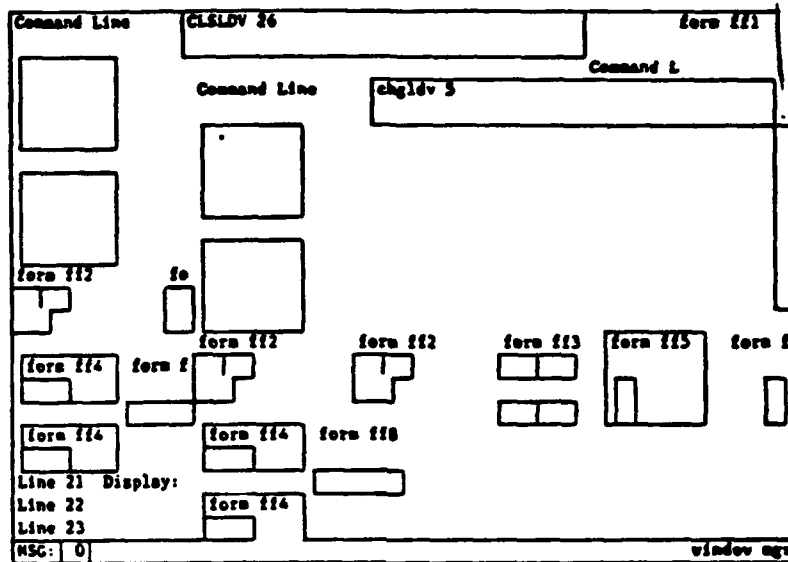 Command Line CLSLDV 26 form ff1
Command L
Command Line chgldv 5
form ff2 fo
form ff2 form ff2 form ff3 form ff5 form f
form ff4 form f
form ff4 form ff4 form ff8
Line 21 Display:
Line 22 form ff4
Line 23
MSG: 0 window mgr